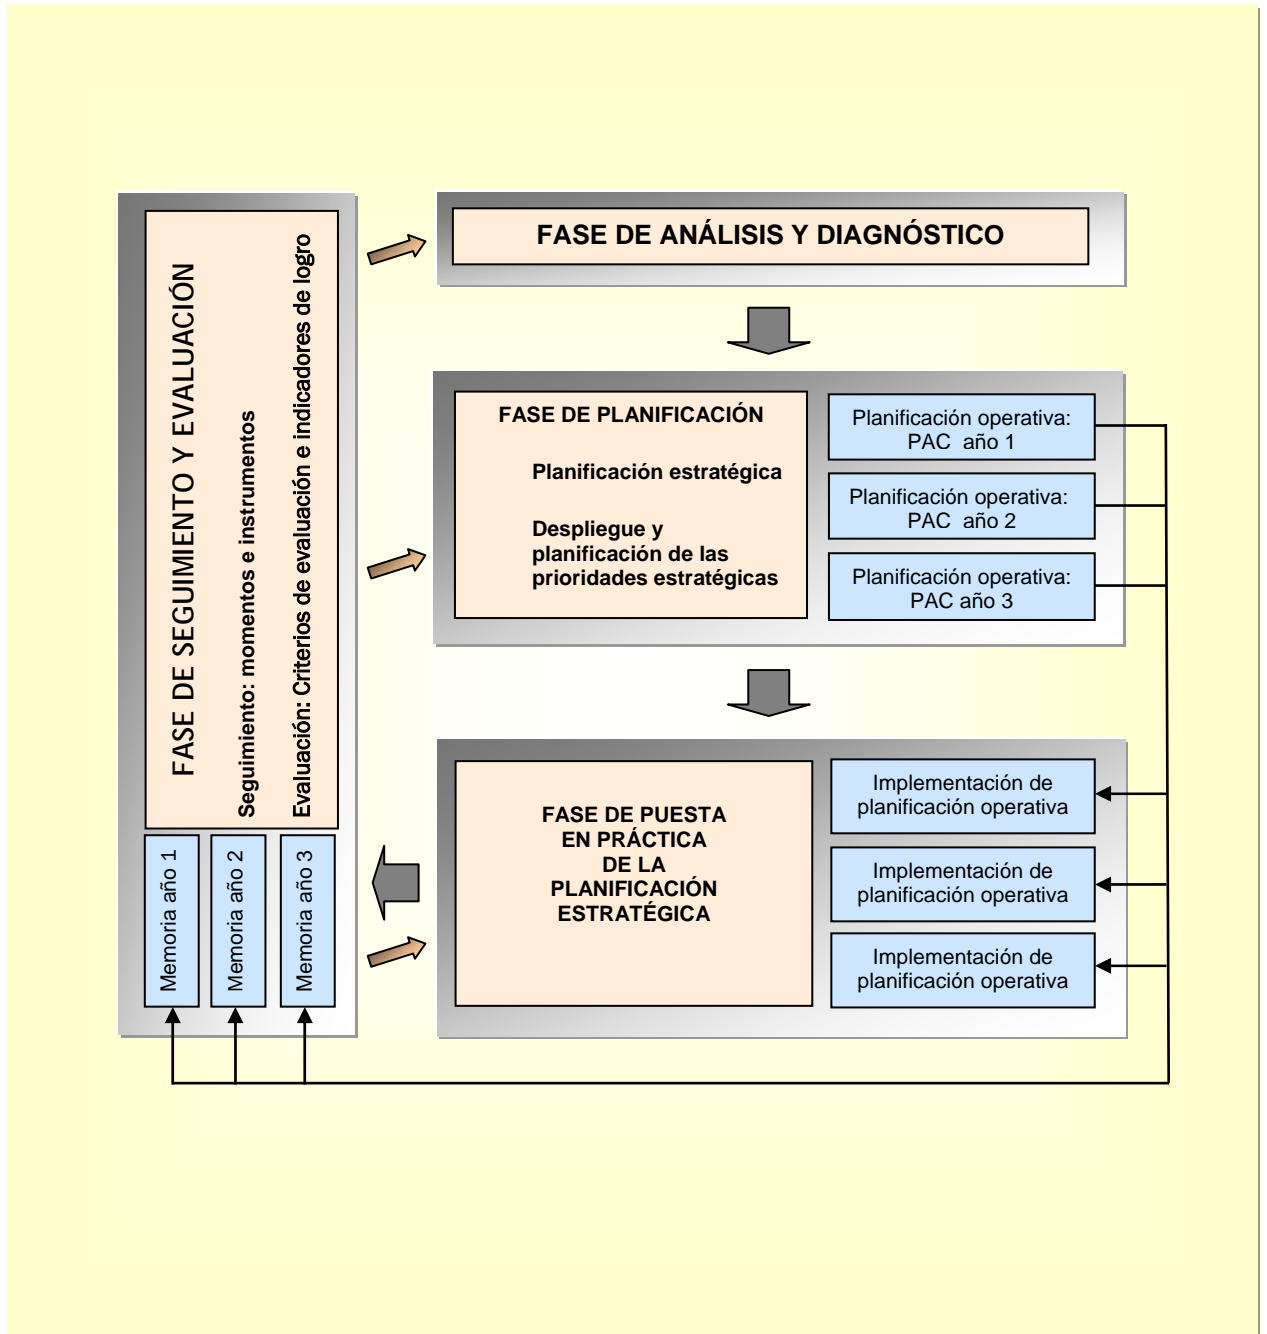 FASE DE SEGUIMIENTO Y EVALUACIÓN
Seguimiento: momentos e instrumentos
Evaluación: Criterios de evaluación e indicadores de logro
Memoria año 1
Memoria año 2
Memoria año 3
FASE DE ANÁLISIS Y DIAGNÓSTICO
FASE DE PLANIFICACIÓN
Planificación estratégica
Despliegue y
planificación de las
prioridades estratégicas
Planificación operativa:
PAC año 1
Planificación operativa:
PAC año 2
Planificación operativa:
PAC año 3
FASE DE PUESTA
EN PRÁCTICA
DE LA
PLANIFICACIÓN
ESTRATÉGICA
Implementación de
planificación operativa
Implementación de
planificación operativa
Implementación de
planificación operativa